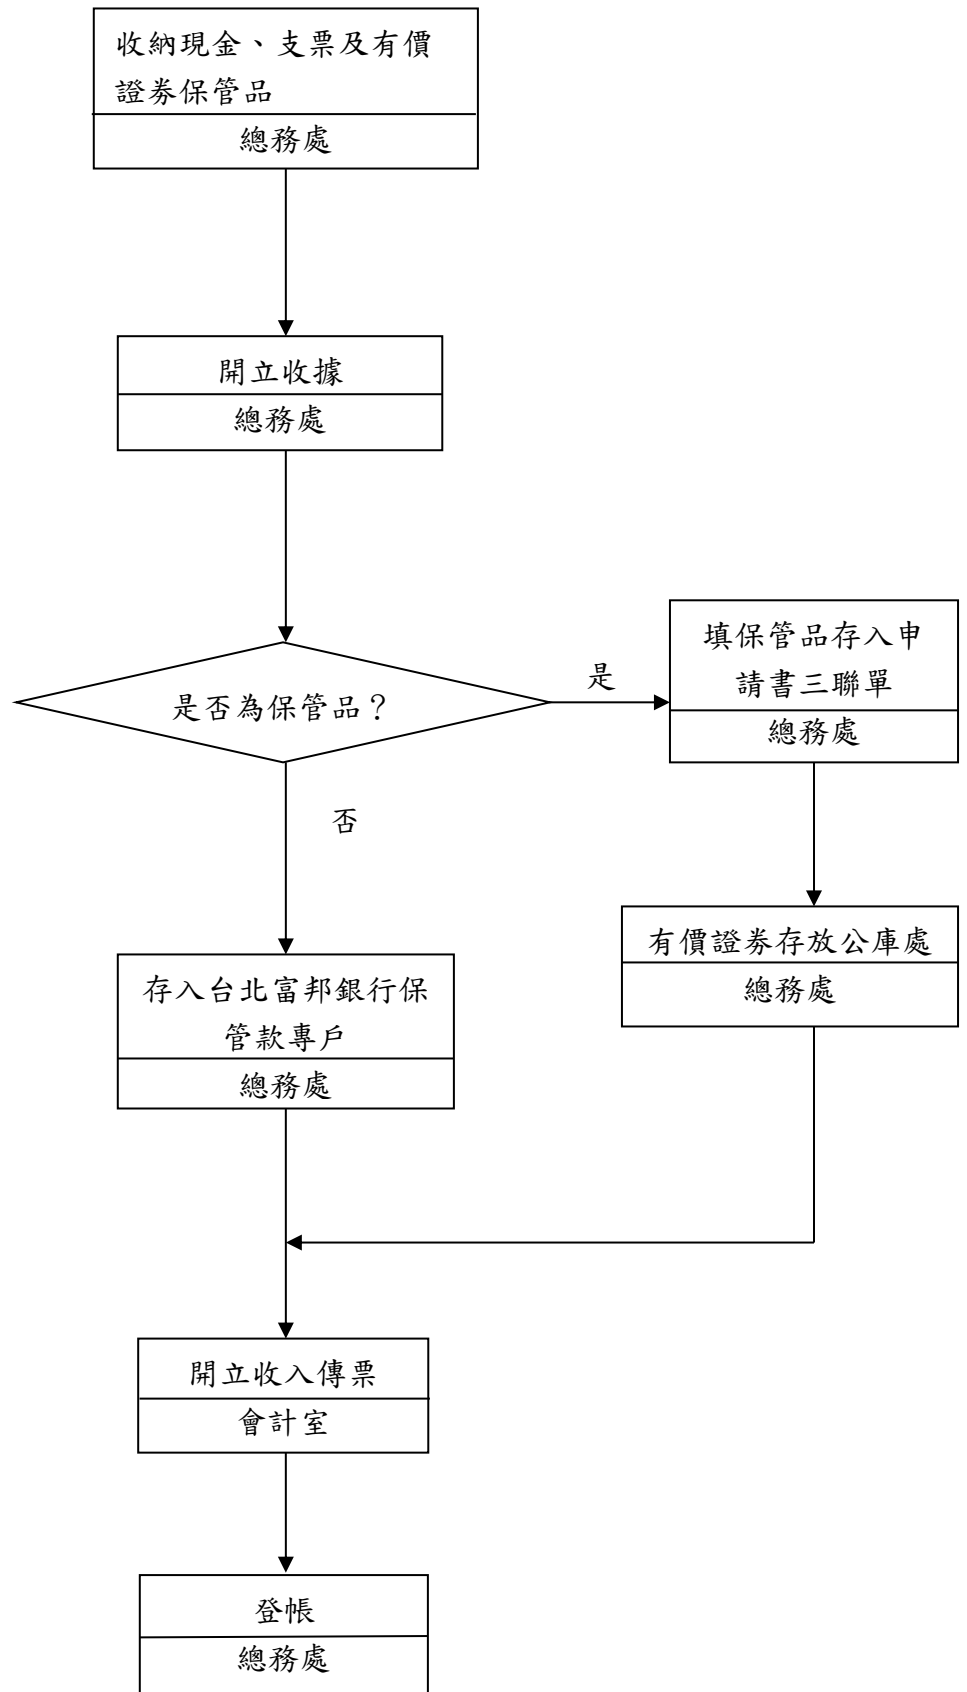 收納現金、支票及有價
證券保管品
總務處
開立收據
總務處
是否為保管品？
是
填保管品存入申
請書三聯單
總務處
否
有價證券存放公庫處
總務處
存入台北富邦銀行保
管款專戶
總務處
開立收入傳票
會計室
登帳
總務處